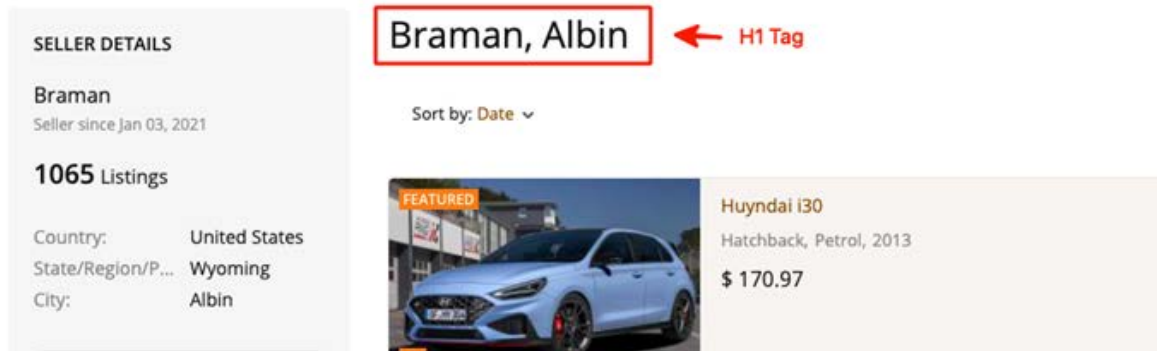 SELLER DETAILS
Braman
Seller since Jan 03, 2021
1065 Listings
Country: United States
State/Region/P... Wyoming
City: Albin
Braman, Albin
H1 Tag
Sort by: Date
FEATURED
Huyndai i30
Hatchback, Petrol, 2013
$ 170.97